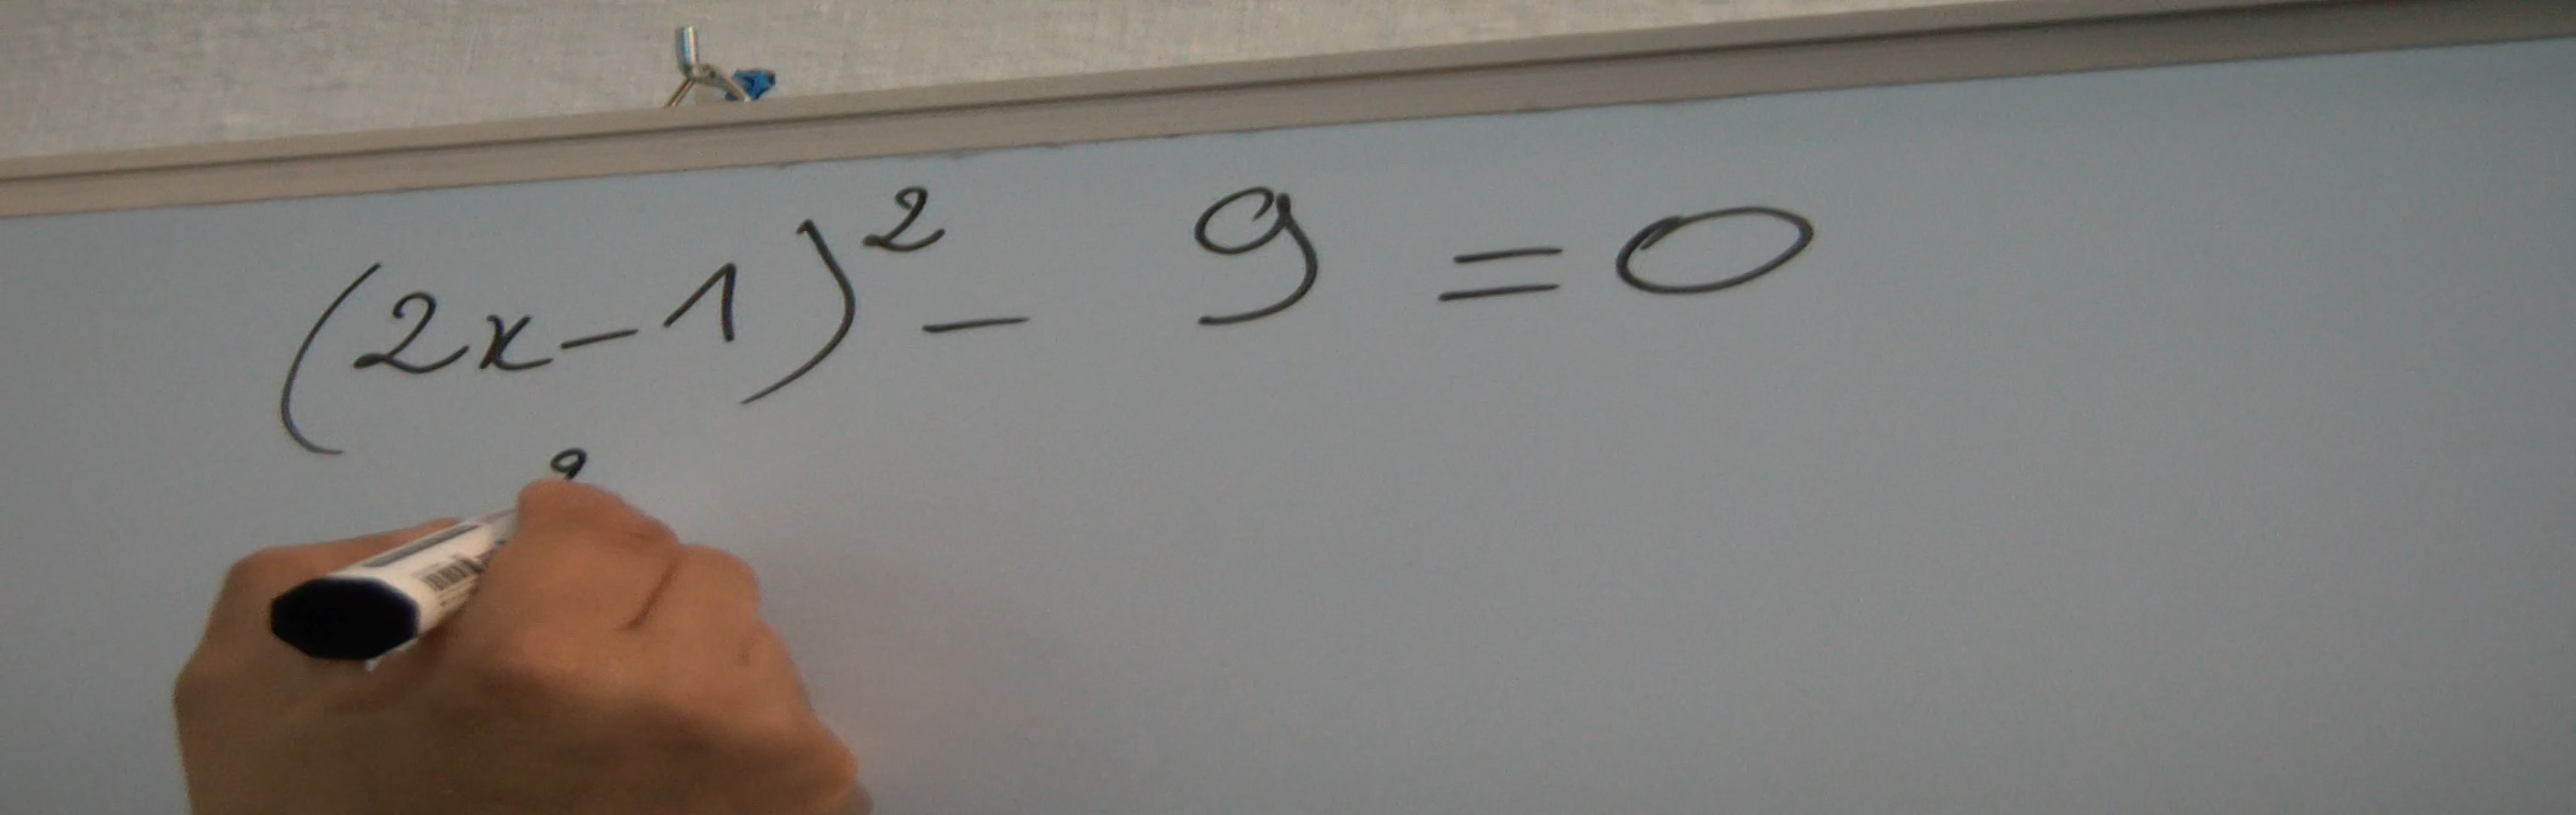 (2x-1)² - 9 = 0